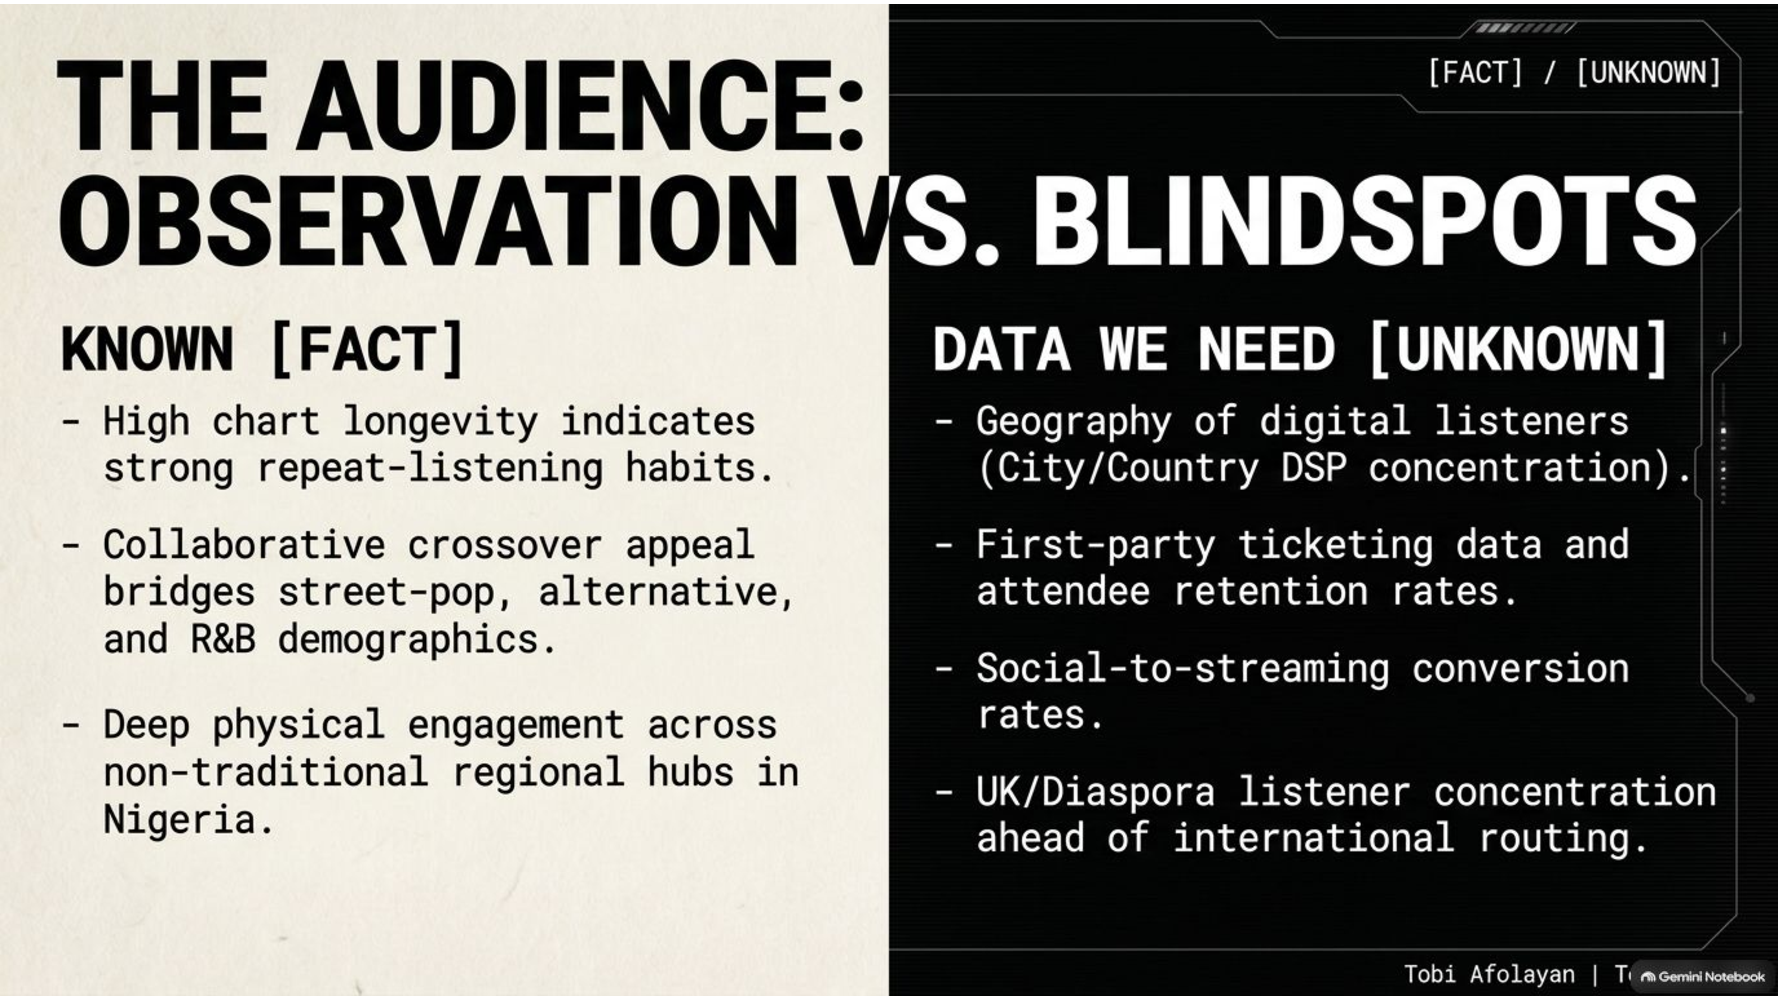 [FACT] / [UNKNOWN]
THE AUDIENCE:
OBSERVATION VS. BLINDSPOTS
KNOWN [FACT]
- High chart longevity indicates
strong repeat-listening habits.
- Collaborative crossover appeal
bridges street-pop, alternative,
and R&B demographics.
- Deep physical engagement across
non-traditional regional hubs in
Nigeria.
DATA WE NEED [UNKNOWN]
- Geography of digital listeners
(City/Country DSP concentration).
- First-party ticketing data and
attendee retention rates.
- Social-to-streaming conversion
rates.
- UK/Diaspora listener concentration
ahead of international routing.
Tobi Afolayan |
Gemini Notebook